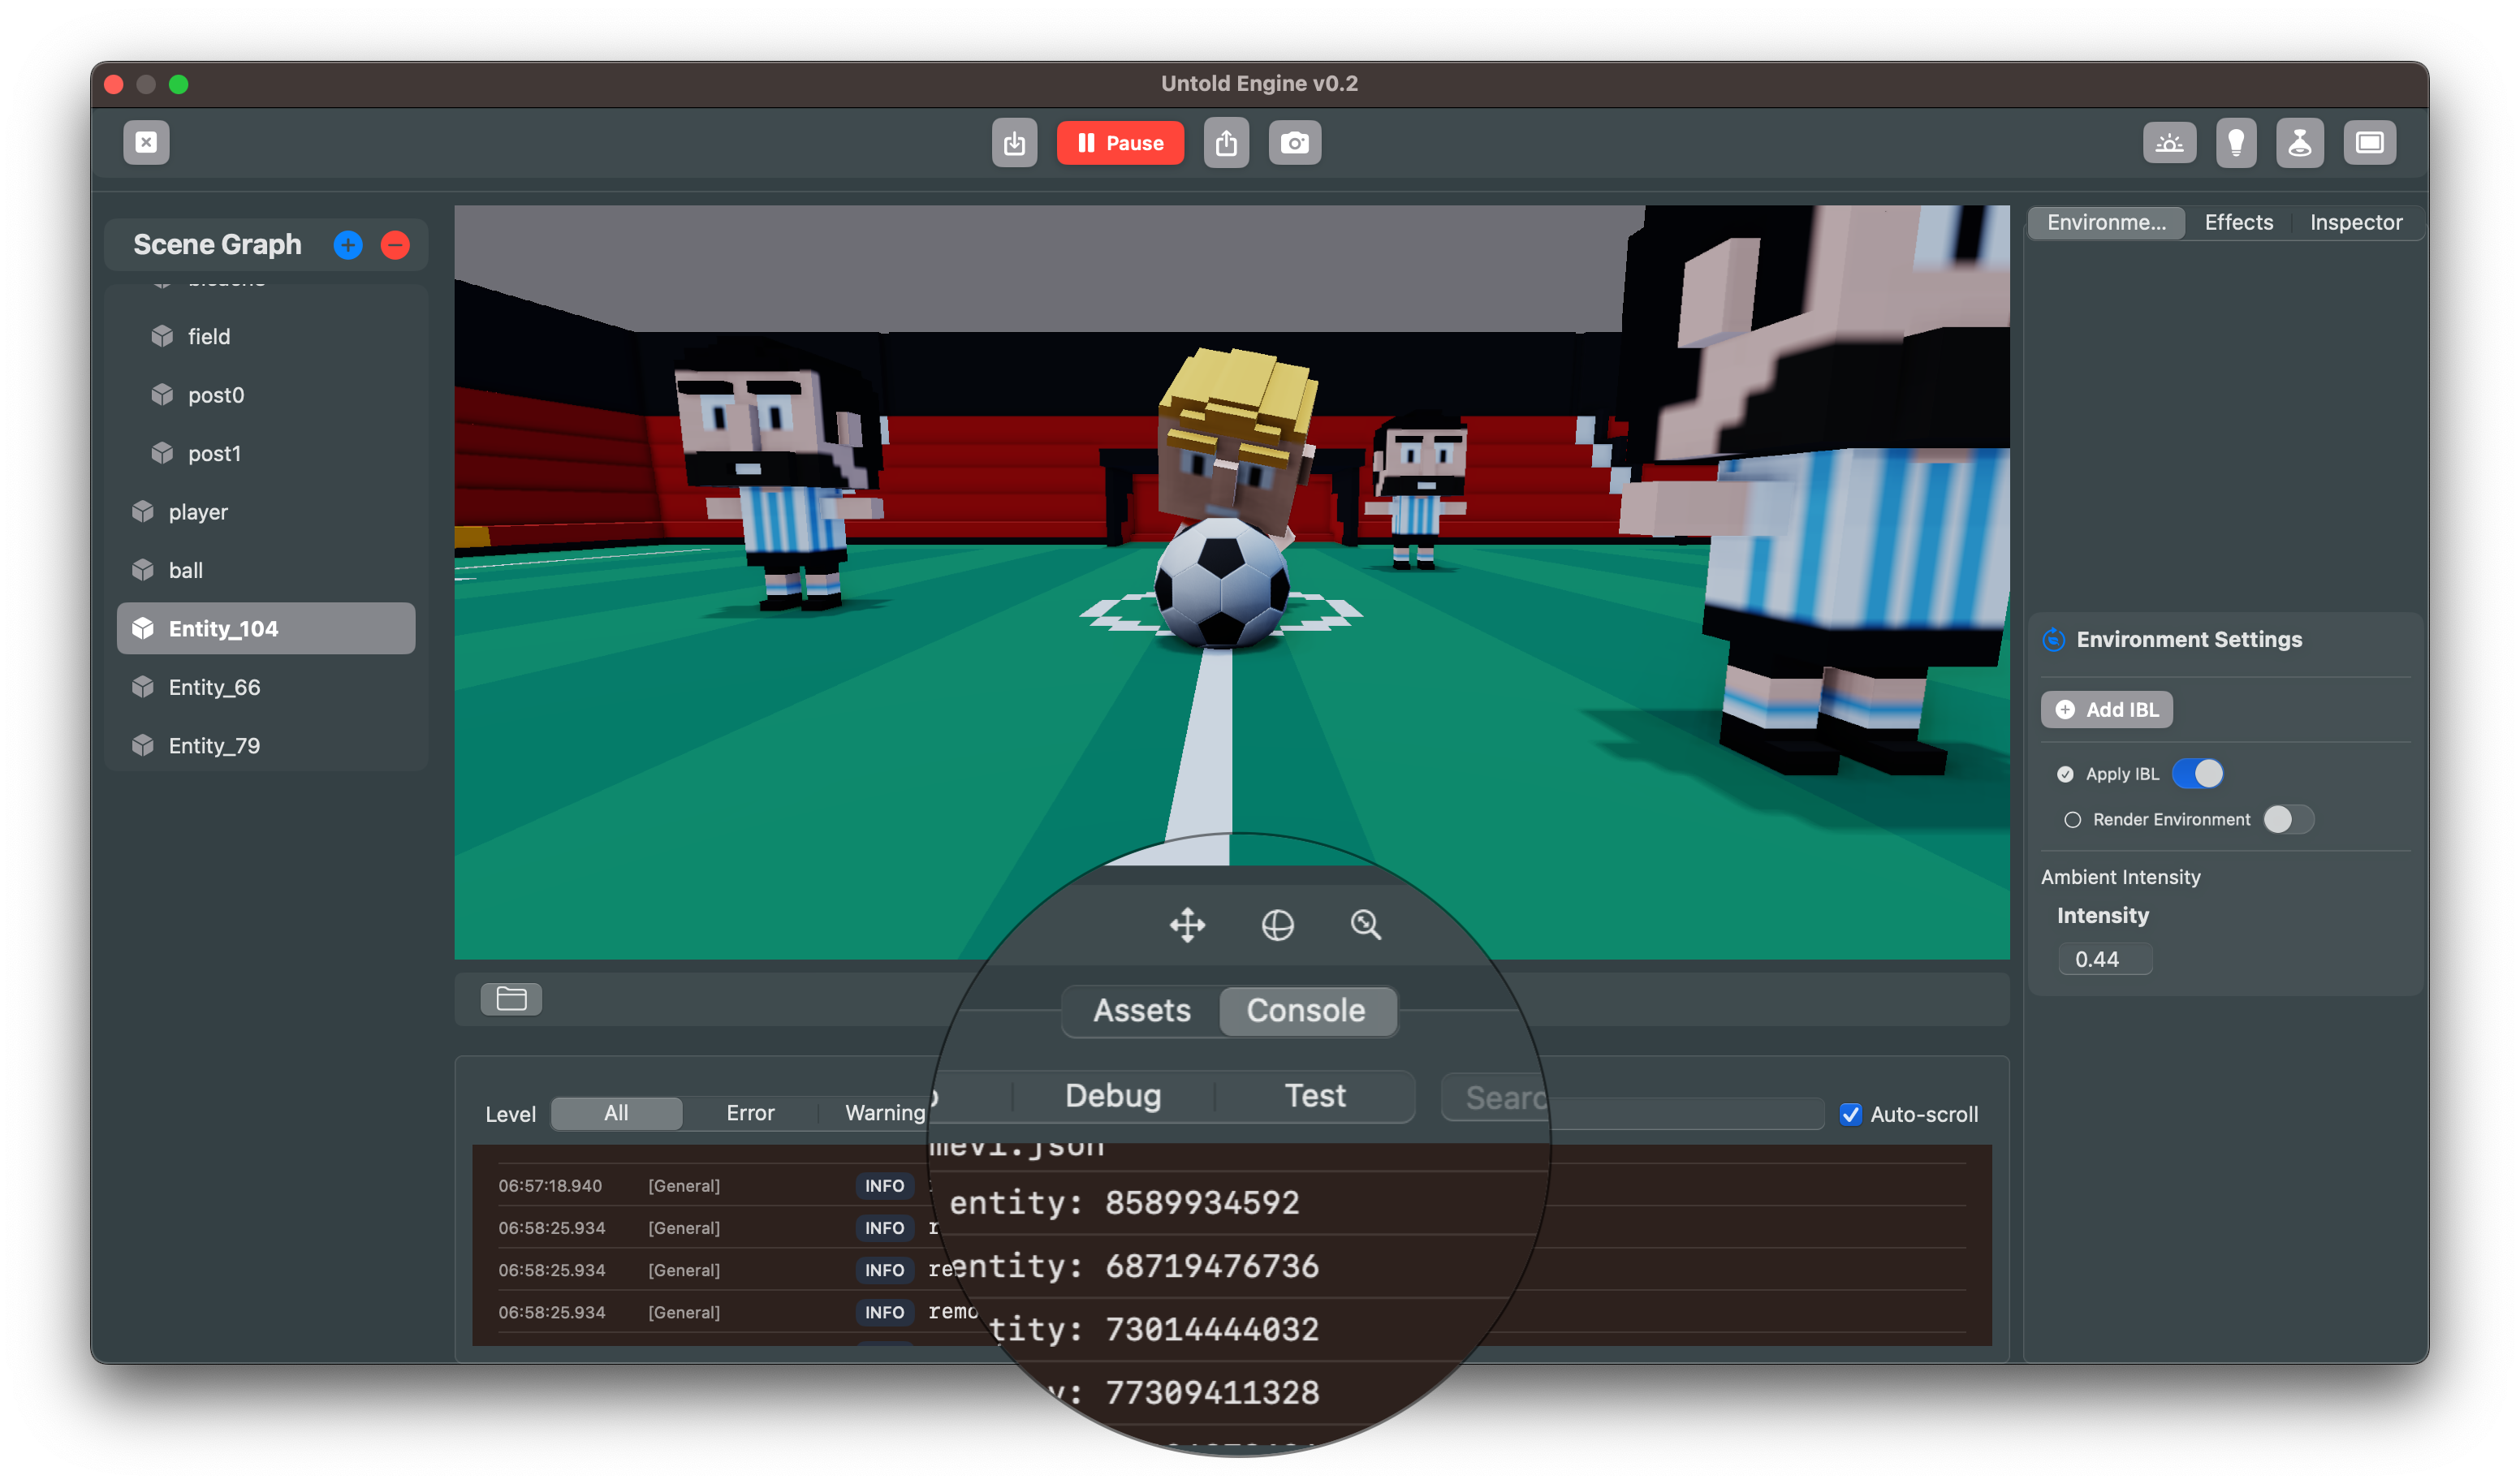 Untold Engine v0.2
Pause
Scene Graph
field
post0
post1
player
ball
Entity_104
Entity_66
Entity_79
Environme... Effects Inspector
Environment Settings
Add IBL
Apply IBL
Render Environment
Ambient Intensity
Intensity
0.44
Assets Console
Level All Error Warning Debug Test Searc Auto-scroll
06:57:18.940 [General] INFO entity: 8589934592
06:58:25.934 [General] INFO r entity: 68719476736
06:58:25.934 [General] INFO re tity: 73014444032
06:58:25.934 [General] INFO remo y: 77309411328